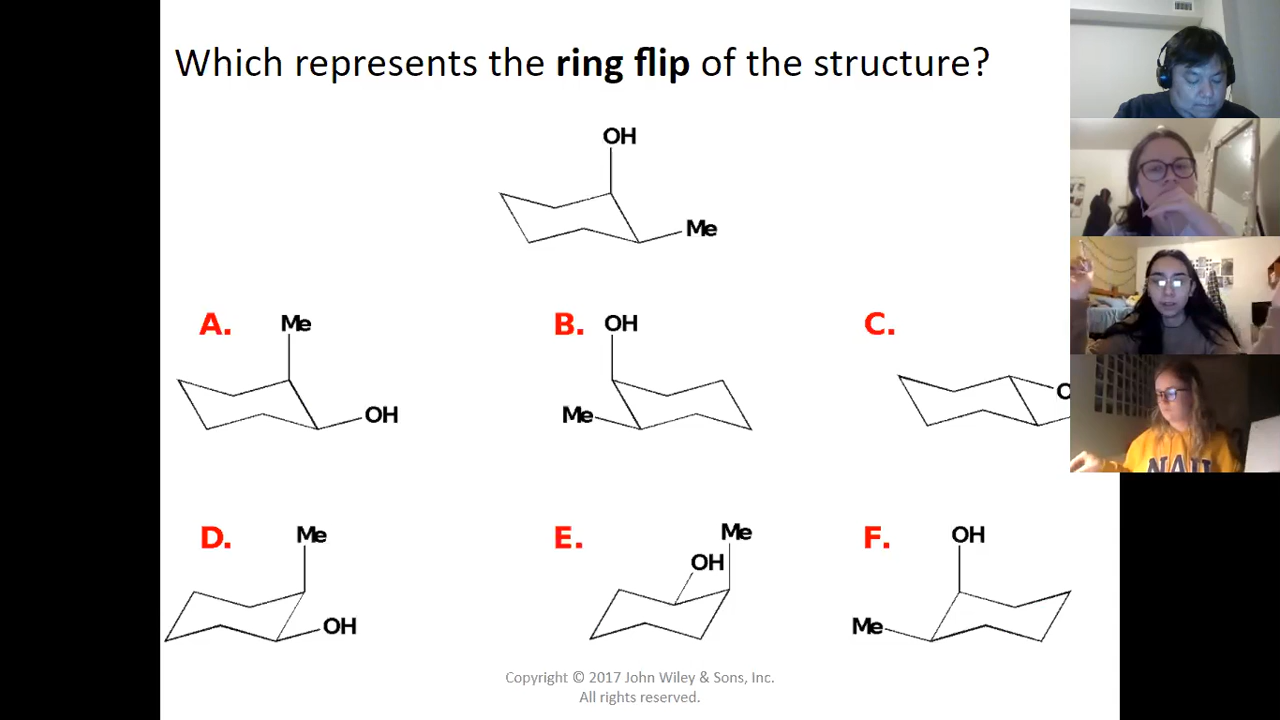 Which represents the ring flip of the structure?
OH
Me
A.
Me
OH
B.
OH
Me
C.
D.
Me
OH
E.
Me
OH
F.
OH
Me
Copyright © 2017 John Wiley & Sons, Inc.
All rights reserved.